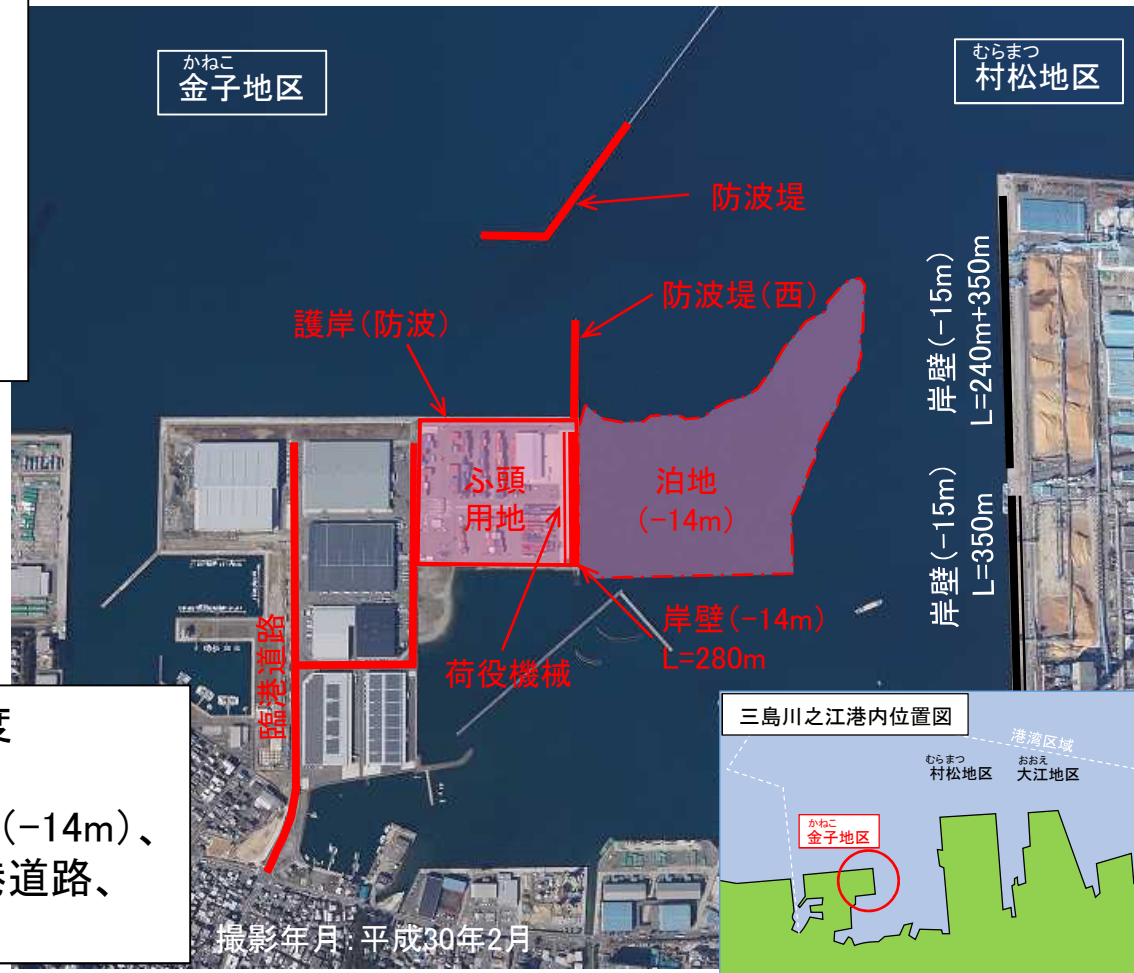 かねこ
金子地区
むらまつ
村松地区
防波堤
防波堤(西)
護岸(防波)
岸壁(-15m)
L=240m+350m
ふ頭
用地
泊地
(-14m)
岸壁(-15m)
L=350m
岸壁(-14m)
L=280m
荷役機械
臨港道路
度
(-14m)、
港道路、
撮影年月:平成30年2月
三島川之江港内位置図
港湾区域
むらまつ
村松地区
おおえ
大江地区
かねこ
金子地区